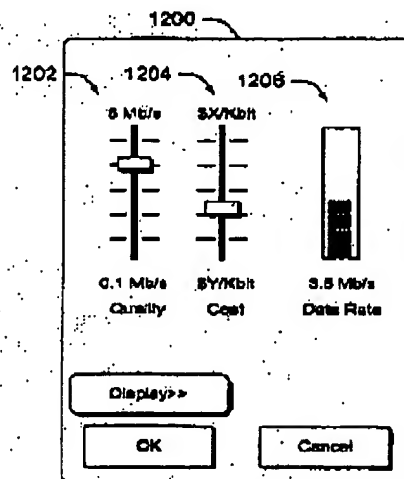 1200
1202 1204 1206
6 Mb/s $X/Kbit
0.1 Mb/s $Y/Kbit 3.5 Mb/s
Quality Cost Data Rate
Display>>
OK Cancel